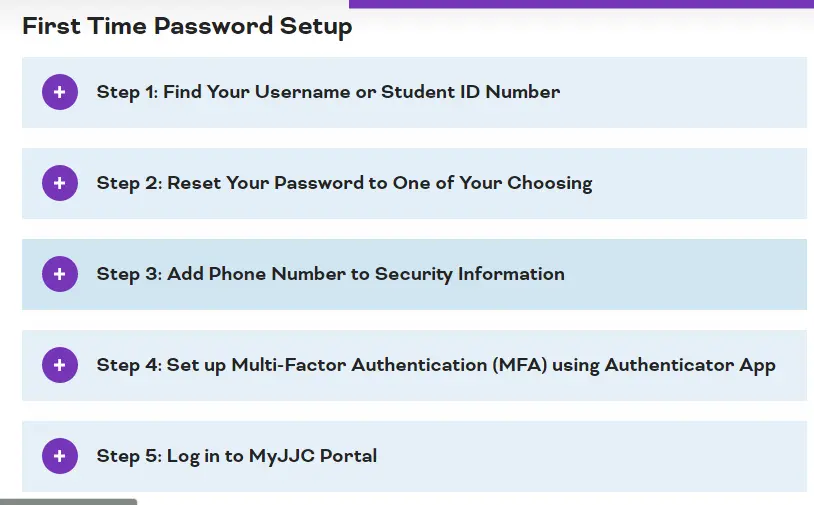 First Time Password Setup
Step 1: Find Your Username or Student ID Number
Step 2: Reset Your Password to One of Your Choosing
Step 3: Add Phone Number to Security Information
Step 4: Set up Multi-Factor Authentication (MFA) using Authenticator App
Step 5: Log in to MyJJC Portal